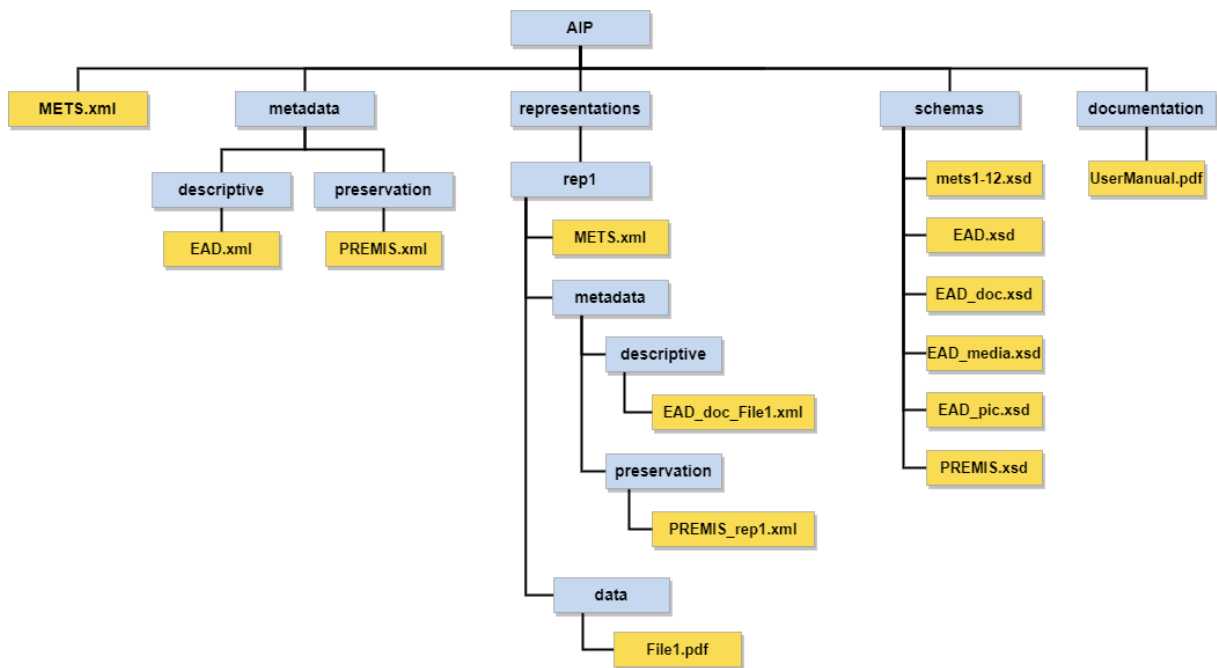 AIP
METS.xml
metadata
representations
schemas
documentation
descriptive
preservation
rep1
mets1-12.xsd
UserManual.pdf
EAD.xml
PREMIS.xml
METS.xml
EAD.xsd
metadata
EAD_doc.xsd
descriptive
EAD_media.xsd
EAD_doc_File1.xml
EAD_pic.xsd
preservation
PREMIS.xsd
PREMIS_rep1.xml
data
File1.pdf